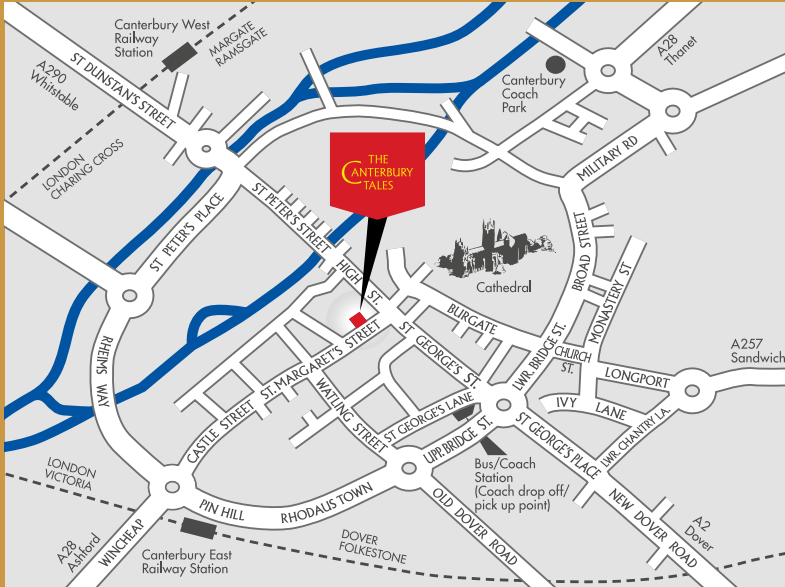 Canterbury West
Railway
Station
MARGATE
RAMSGATE
A28
Thanet
ST DUNSTAN'S STREET
A290
Whitstable
Canterbury
Coach
Park
LONDON
CHARING CROSS
MILITARY RD
THE
CANTERBURY
TALES
ST PETER'S STREET
ST PETER'S PLACE
HIGH ST.
Cathedral
BROAD STREET
MONASTERY ST
BURGATE
RHEIMS WAY
ST GEORGE'S ST.
LWR. BRIDGE ST.
CHURCH
ST.
A257
Sandwich
LONGPORT
ST. MARGARET'S STREET
CASTLE STREET
WATLING STREET
ST GEORGE'S LANE
IVY LANE
UPP. BRIDGE ST.
ST GEORGE'S PLACE
LWR. CHANTRY LA.
Bus/Coach
Station
(Coach drop off/
pick up point)
LONDON
VICTORIA
PIN HILL
RHODAUS TOWN
OLD DOVER ROAD
NEW DOVER ROAD
A2
Dover
A28
Ashford
WINCHEAP
Canterbury East
Railway Station
DOVER
FOLKESTONE